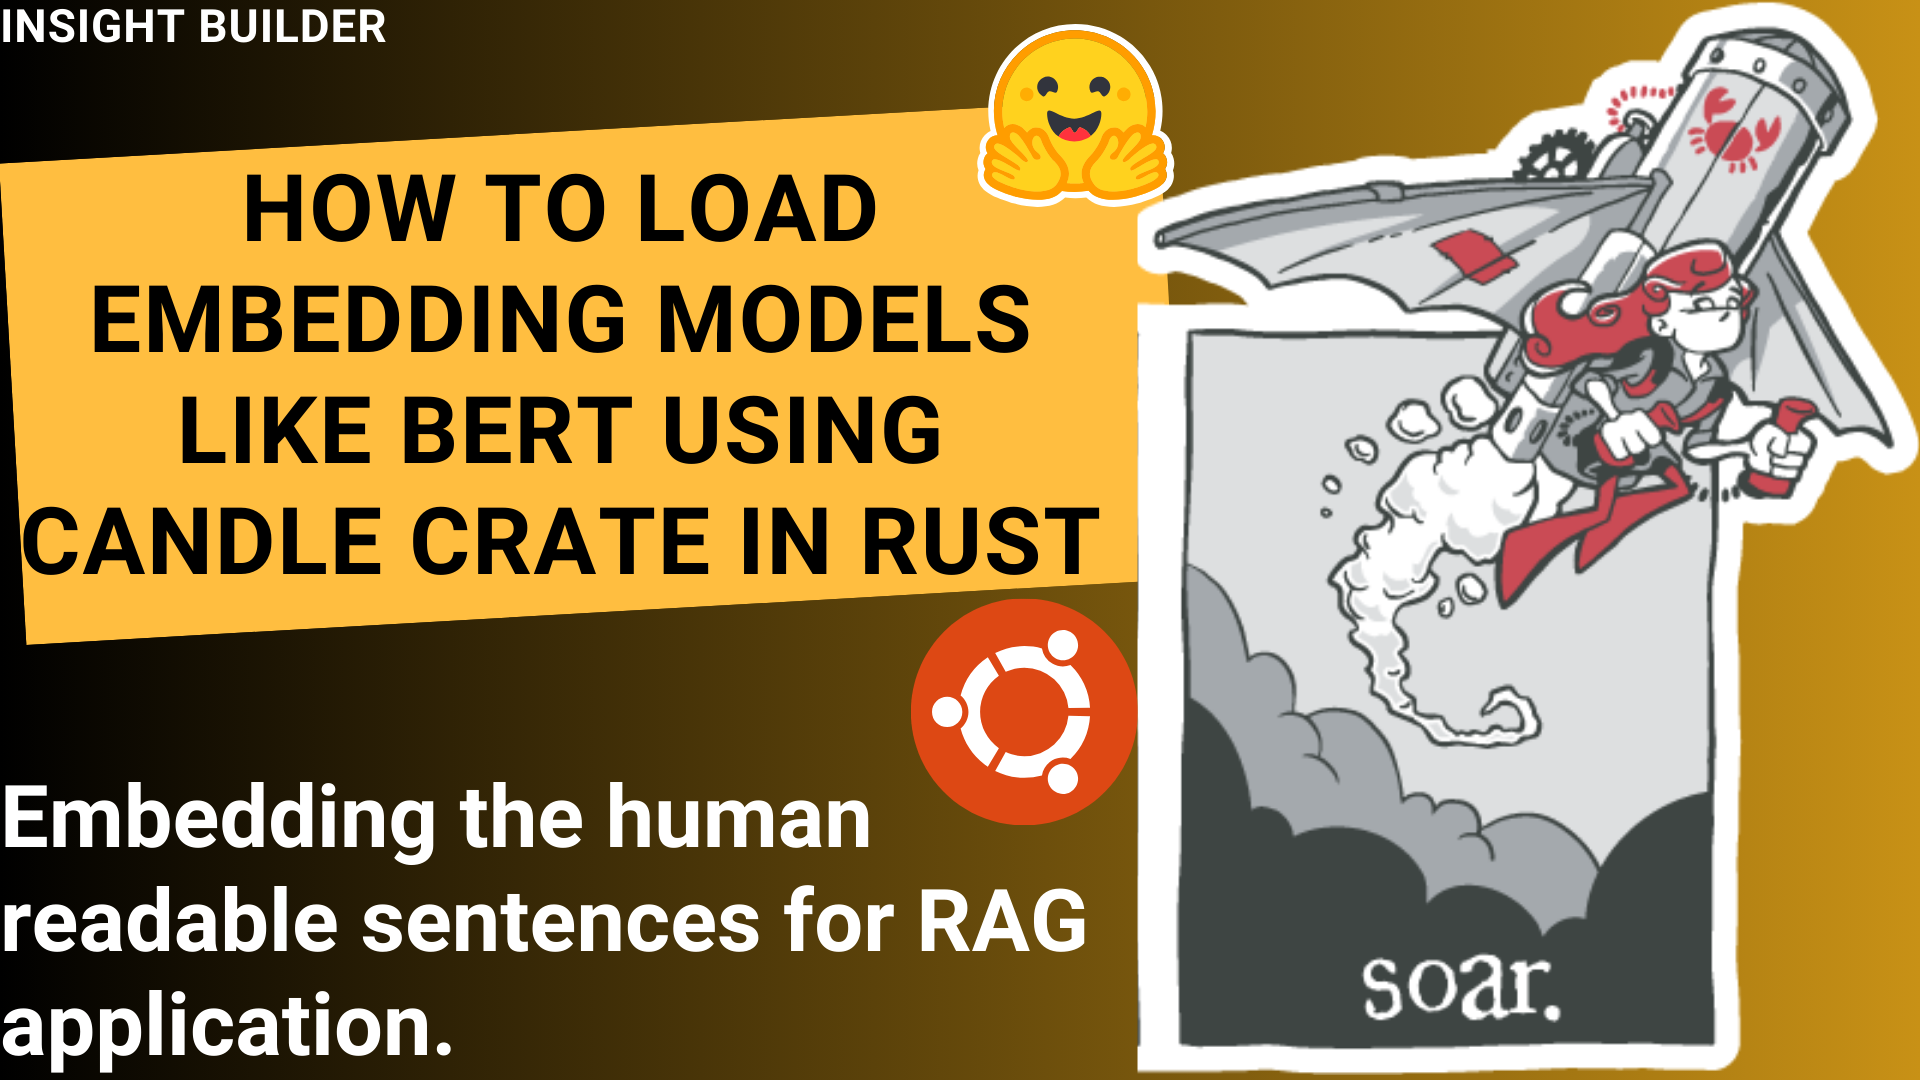 INSIGHT BUILDER
HOW TO LOAD
EMBEDDING MODELS
LIKE BERT USING
CANDLE CRATE IN RUST
Embedding the human
readable sentences for RAG
application.
soar.